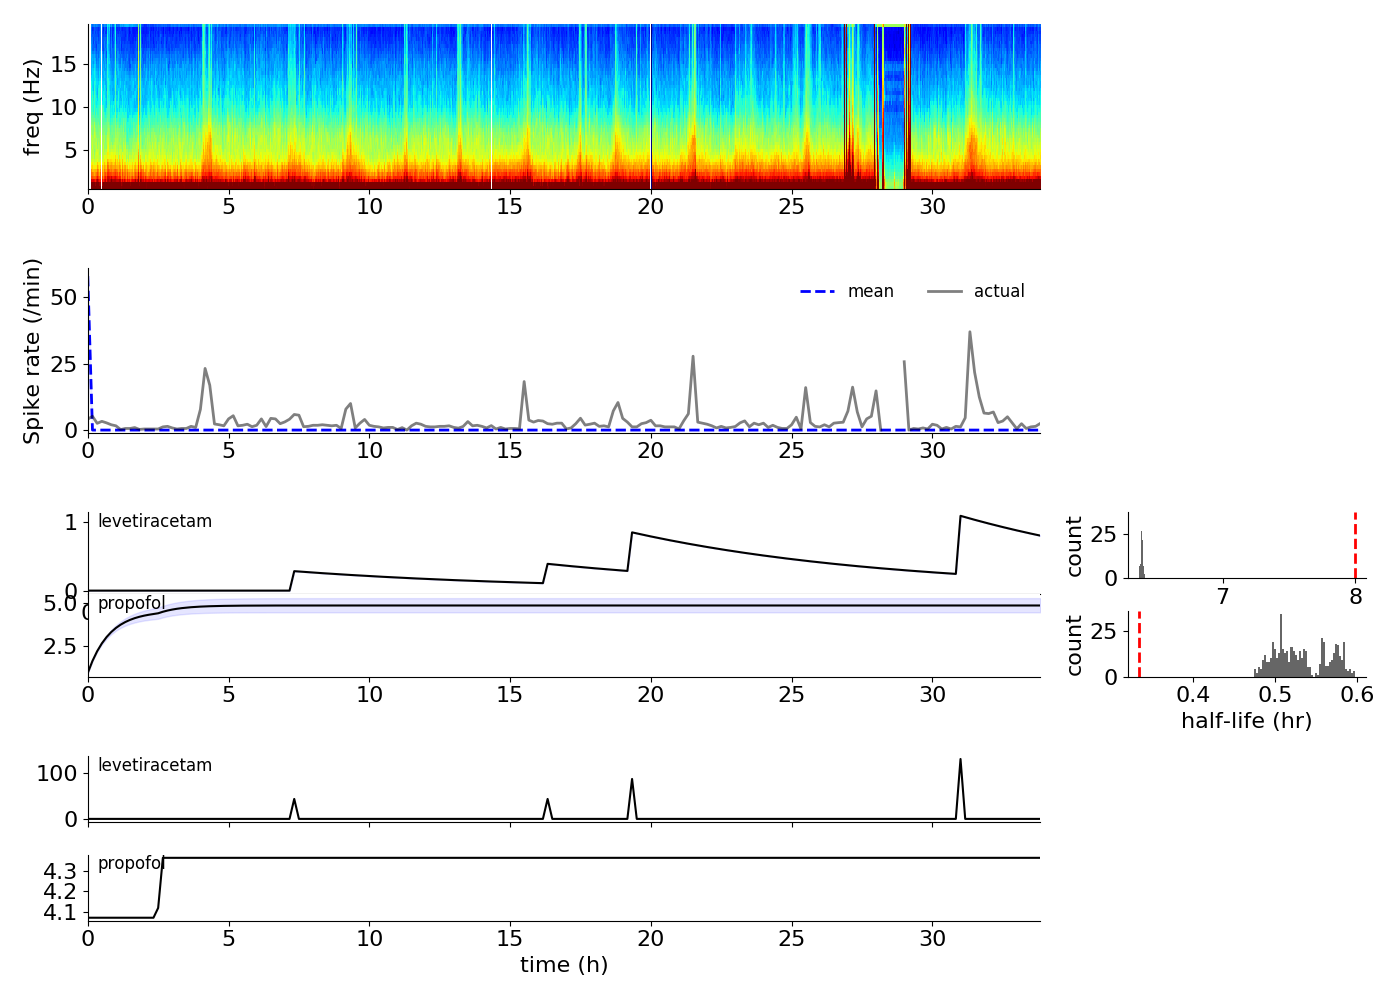 freq (Hz)
15
10
5
0 5 10 15 20 25 30
Spike rate (/min)
50
25
0
mean actual
0 5 10 15 20 25 30
levetiracetam
1
0
0
propofol
5.0
2.5
0 5 10 15 20 25 30
count
25
0
7 8
count
25
0
0.4 0.5 0.6
half-life (hr)
levetiracetam
100
0
propofol
4.3
4.2
4.1
0 5 10 15 20 25 30
time (h)